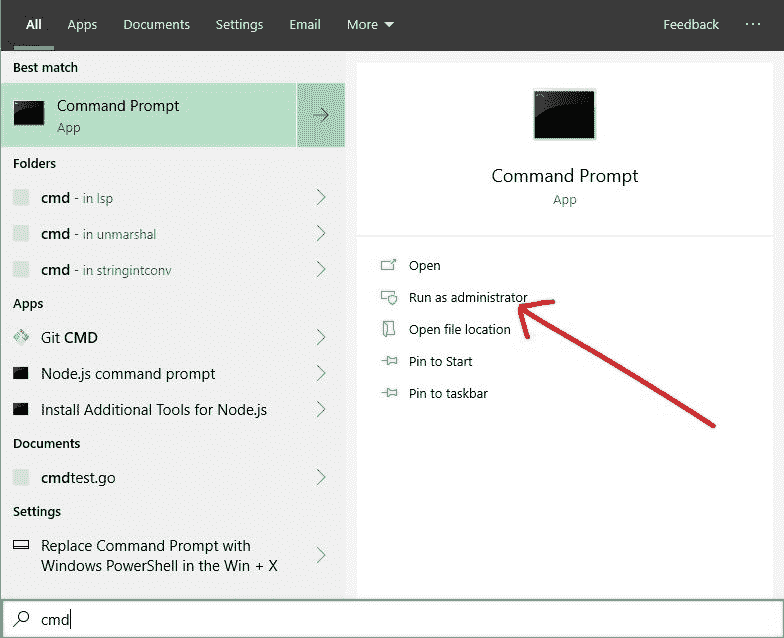 All Apps Documents Settings Email More Feedback ...
Best match
Command Prompt
App
Folders
cmd - in lsp
cmd - in unmarshal
cmd - in stringintconv
Apps
Git CMD
Node.js command prompt
Install Additional Tools for Node.js
Documents
cmdtest.go
Settings
Replace Command Prompt with
Windows PowerShell in the Win + X
Command Prompt
App
Open
Run as administrator
Open file location
Pin to Start
Pin to taskbar
cmd